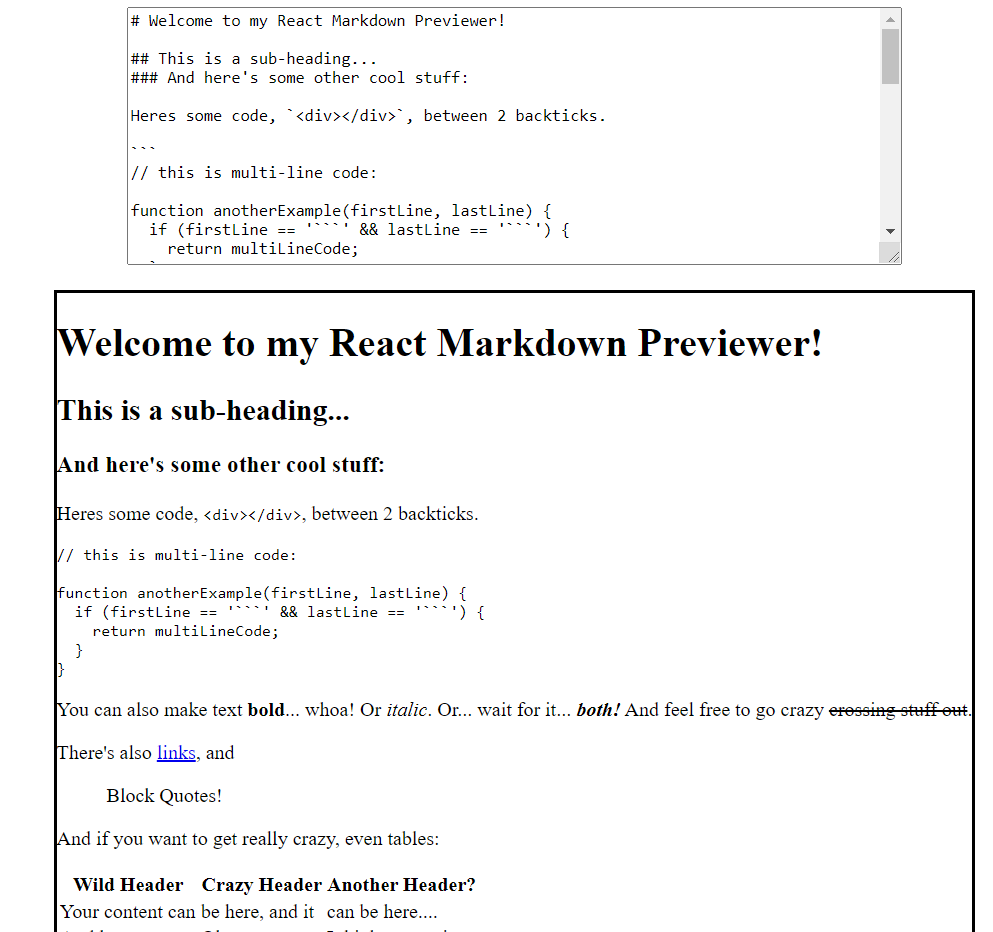 # Welcome to my React Markdown Previewer!
## This is a sub-heading...
### And here's some other cool stuff:
Heres some code, `<div></div>`, between 2 backticks.
```
// this is multi-line code:
function anotherExample(firstLine, lastLine) {
  if (firstLine == '```' && lastLine == '```') {
    return multiLineCode;
Welcome to my React Markdown Previewer!
This is a sub-heading...
And here's some other cool stuff:
Heres some code, <div></div>, between 2 backticks.
// this is multi-line code:
function anotherExample(firstLine, lastLine) {
  if (firstLine == '```' && lastLine == '```') {
    return multiLineCode;
  }
}
You can also make text bold... whoa! Or italic. Or... wait for it... both! And feel free to go crazy crossing stuff out.
There's also links, and
Block Quotes!
And if you want to get really crazy, even tables:
Wild Header Crazy Header Another Header?
Your content can be here, and it can be here....